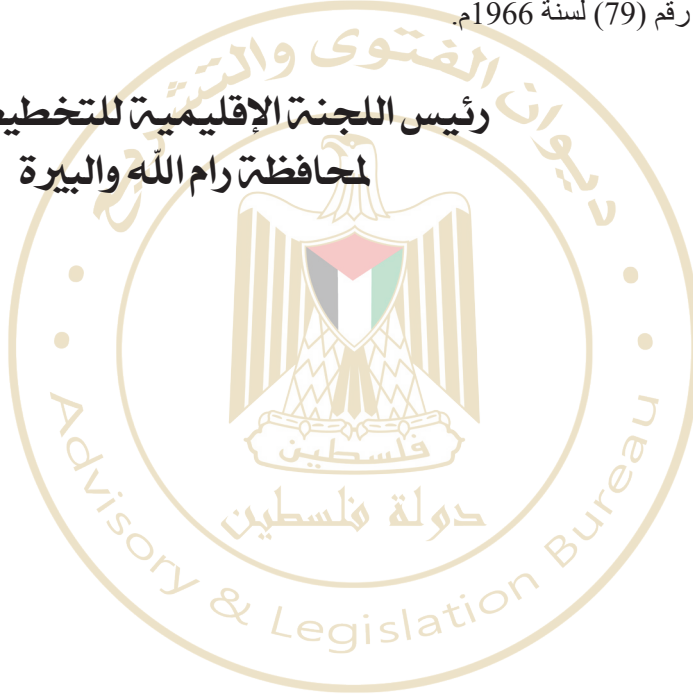 رقم (79) لسنة 1966م.
رئيس اللجنة الإقليمية
لمحافظة رام الله والبيرة
ديوان الفتوى والتشريع
فلسطين
دولة فلسطين
Advisory & Legislation Bureau